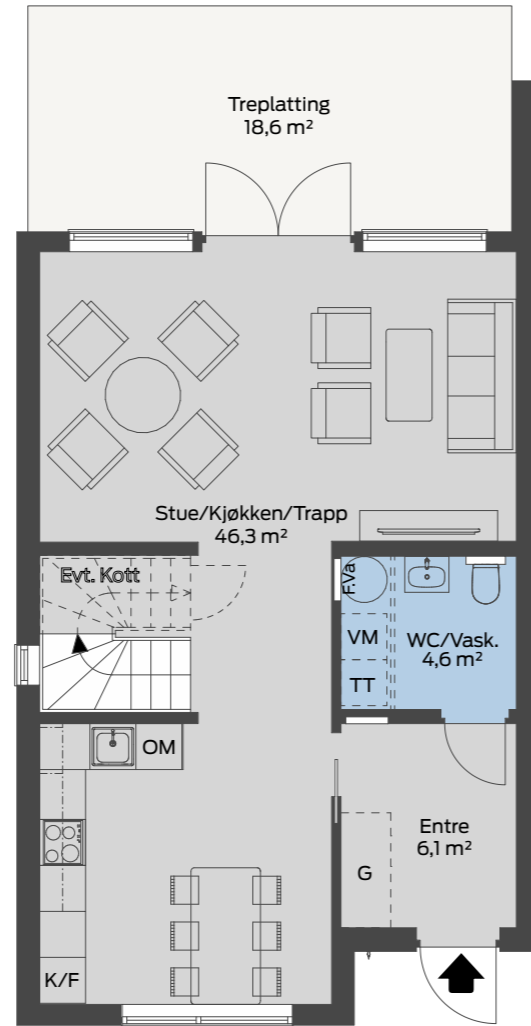 Treplatting
18,6 m²
Stue/Kjøkken/Trapp
46,3 m²
Evt. Kott
F.Va
VM
WC/Vask.
4,6 m²
TT
OM
Entre
6,1 m²
G
K/F